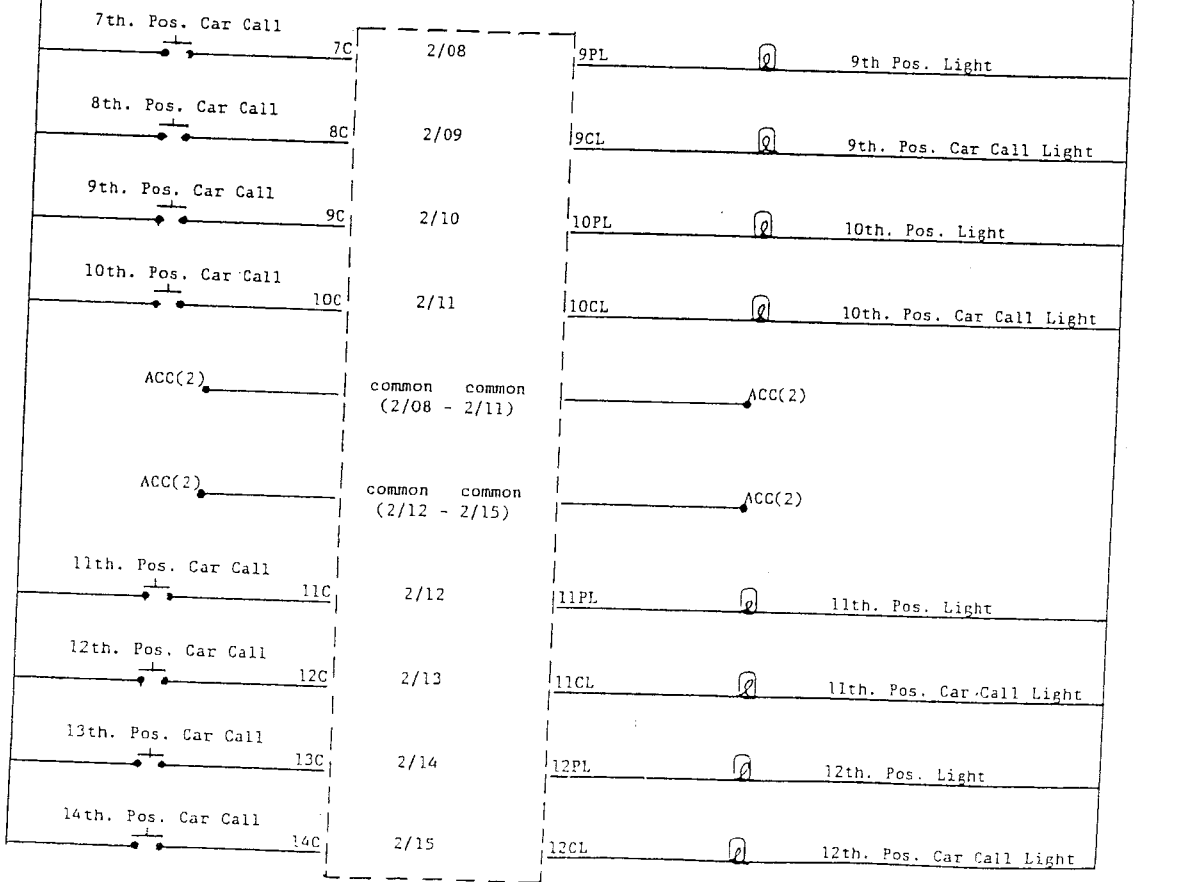 7th. Pos. Car Call
7C 2/08 9PL 9th Pos. Light
8th. Pos. Car Call
8C 2/09 9CL 9th. Pos. Car Call Light
9th. Pos. Car Call
9C 2/10 10PL 10th. Pos. Light
10th. Pos. Car Call
10C 2/11 10CL 10th. Pos. Car Call Light
ACC(2) common common ACC(2)
(2/08 - 2/11)
ACC(2) common common ACC(2)
(2/12 - 2/15)
11th. Pos. Car Call
11C 2/12 11PL 11th. Pos. Light
12th. Pos. Car Call
12C 2/13 11CL 11th. Pos. Car Call Light
13th. Pos. Car Call
13C 2/14 12PL 12th. Pos. Light
14th. Pos. Car Call
14C 2/15 12CL 12th. Pos. Car Call Light